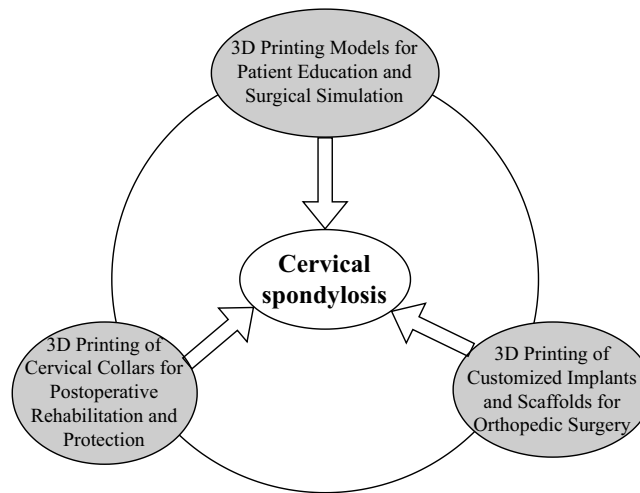 3D Printing Models for
Patient Education and
Surgical Simulation
Cervical
spondylosis
3D Printing of
Cervical Collars for
Postoperative
Rehabilitation and
Protection
3D Printing of
Customized Implants
and Scaffolds for
Orthopedic Surgery